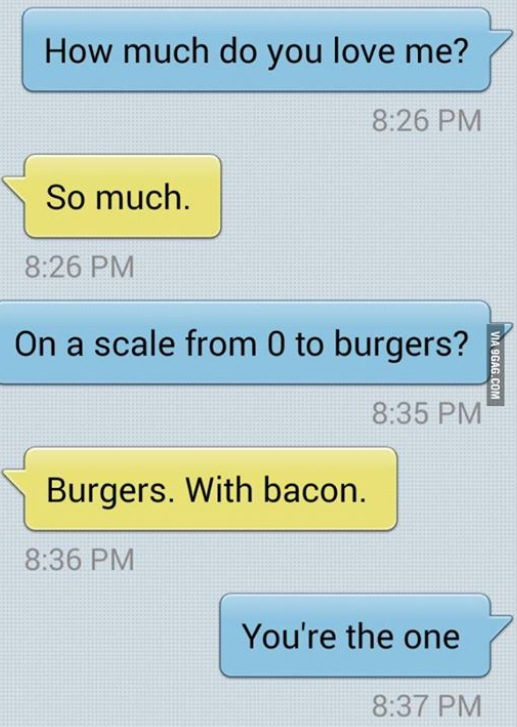 How much do you love me?
8:26 PM
So much.
8:26 PM
On a scale from 0 to burgers?
VIA 9GAG.COM
8:35 PM
Burgers. With bacon.
8:36 PM
You're the one
8:37 PM